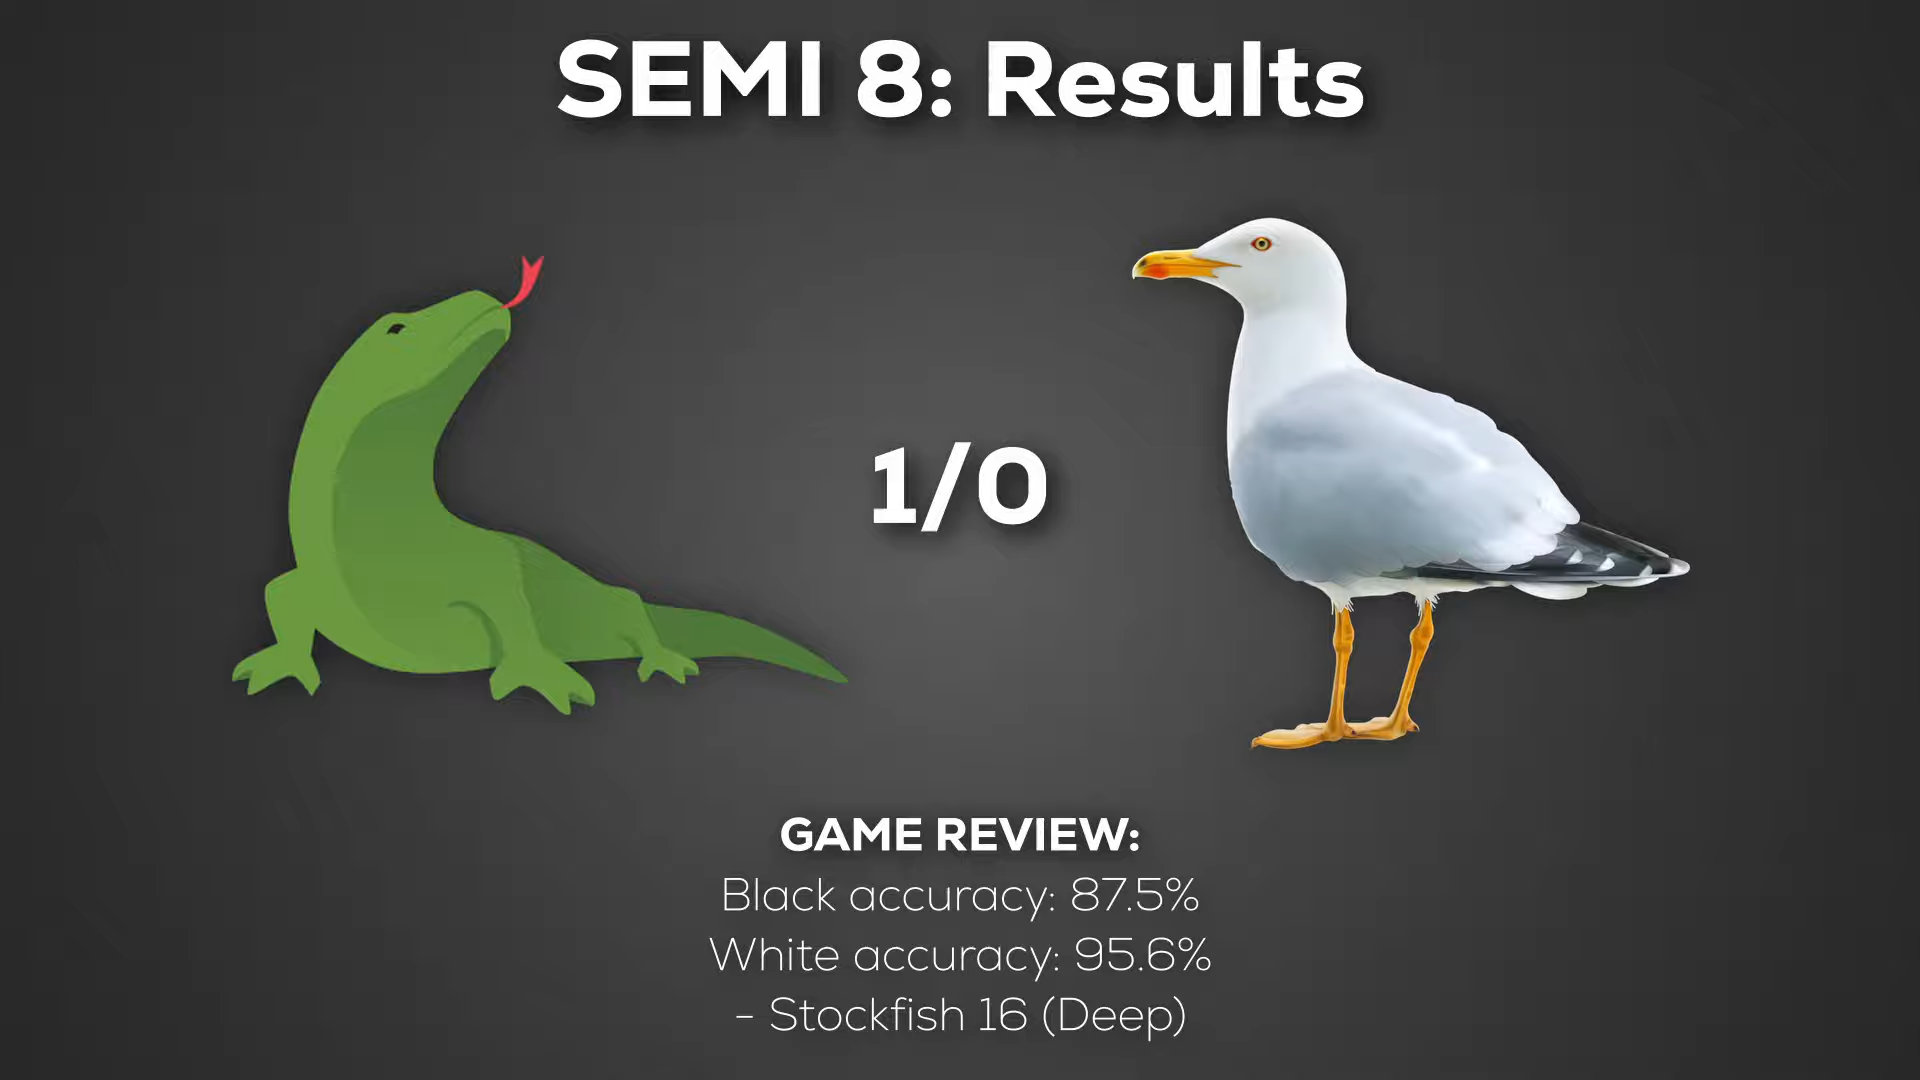 SEMI 8: Results
1/0
GAME REVIEW:
Black accuracy: 87.5%
White accuracy: 95.6%
- Stockfish 16 (Deep)